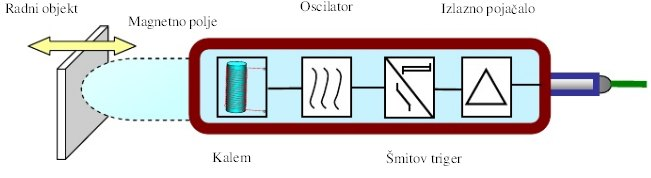 Radni objekt
Magnetno polje
Oscilator
Izlazno pojačalo
Kalem
Šmitov triger